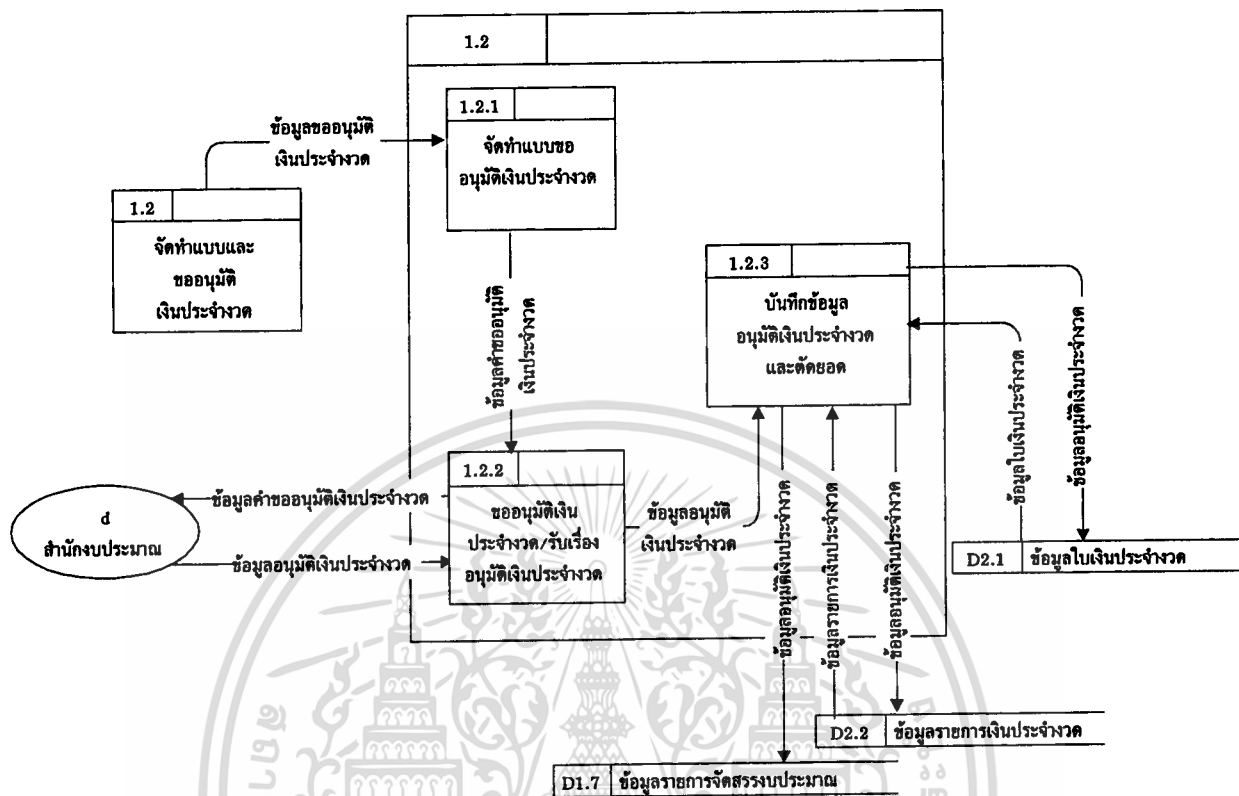 1.2
1.2.1
จัดทำแบบขอ
อนุมัติเงินประจำงวด
ข้อมูลขออนุมัติ
เงินประจำงวด
1.2
จัดทำแบบและ
ขออนุมัติ
เงินประจำงวด
ข้อมูลคำขออนุมัติ
เงินประจำงวด
1.2.3
บันทึกข้อมูล
อนุมัติเงินประจำงวด
และตัดยอด
ข้อมูลใบเงินประจำงวด
ข้อมูลอนุมัติเงินประจำงวด
1.2.2
ขออนุมัติเงิน
ประจำงวด/รับเรื่อง
อนุมัติเงินประจำงวด
ข้อมูลคำขออนุมัติเงินประจำงวด
d
สำนักงบประมาณ
ข้อมูลอนุมัติเงินประจำงวด
ข้อมูลอนุมัติ
เงินประจำงวด
ข้อมูลอนุมัติเงินประจำงวด
ข้อมูลรายการเงินประจำงวด
ข้อมูลอนุมัติเงินประจำงวด
D2.1 ข้อมูลใบเงินประจำงวด
D2.2 ข้อมูลรายการเงินประจำงวด
D1.7 ข้อมูลรายการจัดสรรงบประมาณ